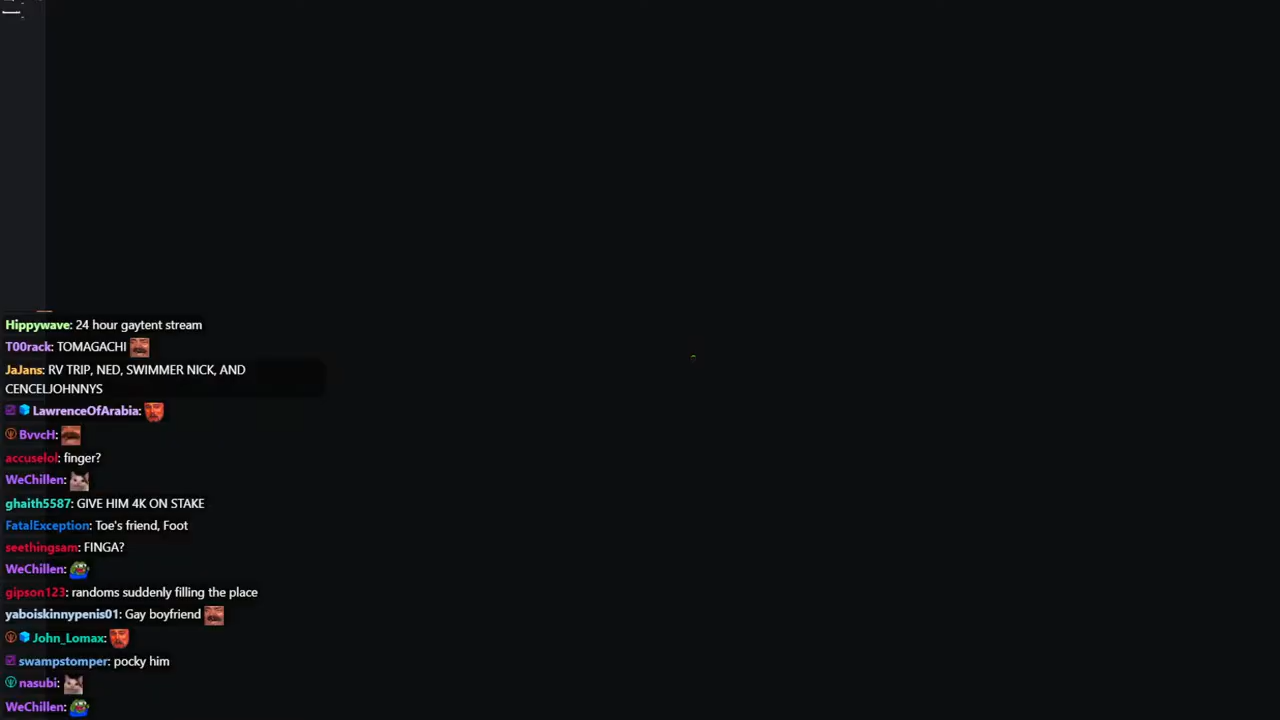 Hippywave: 24 hour gaytent stream
T00rack: TOMAGACHI
JaJans: RV TRIP, NED, SWIMMER NICK, AND
CENCELJOHNNYS
LawrenceOfArabia:
BvvcH:
accuselol: finger?
WeChillen:
ghaith5587: GIVE HIM 4K ON STAKE
FatalException: Toe's friend, Foot
seethingsam: FINGA?
WeChillen:
gipson123: randoms suddenly filling the place
yaboiskinnypenis01: Gay boyfriend
John_Lomax:
swampstomper: pocky him
nasubi:
WeChillen: